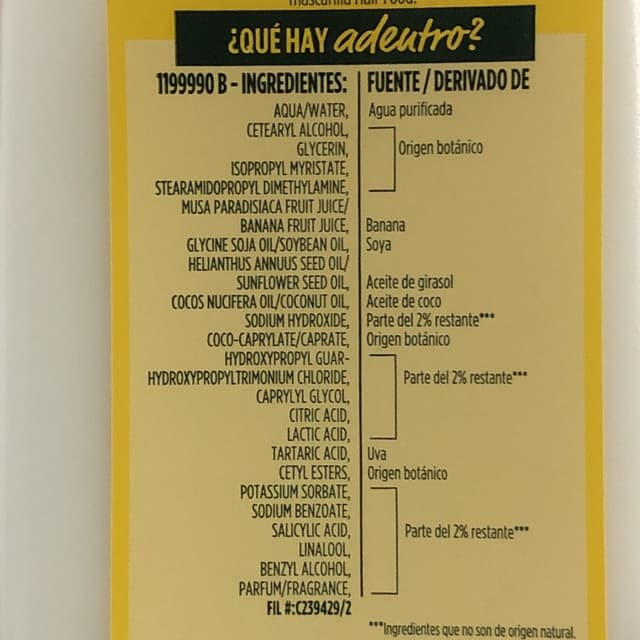 mascarilla Hair Food.
¿QUÉ HAY adentro?
1199990 B - INGREDIENTES: FUENTE / DERIVADO DE
AQUA/WATER, Agua purificada
CETEARYL ALCOHOL,
GLYCERIN, Origen botánico
ISOPROPYL MYRISTATE,
STEARAMIDOPROPYL DIMETHYLAMINE,
MUSA PARADISIACA FRUIT JUICE/
BANANA FRUIT JUICE, Banana
GLYCINE SOJA OIL/SOYBEAN OIL, Soya
HELIANTHUS ANNUUS SEED OIL/
SUNFLOWER SEED OIL, Aceite de girasol
COCOS NUCIFERA OIL/COCONUT OIL, Aceite de coco
SODIUM HYDROXIDE, Parte del 2% restante***
COCO-CAPRYLATE/CAPRATE, Origen botánico
HYDROXYPROPYL GUAR-
HYDROXYPROPYLTRIMONIUM CHLORIDE, Parte del 2% restante***
CAPRYLYL GLYCOL,
CITRIC ACID,
LACTIC ACID,
TARTARIC ACID, Uva
CETYL ESTERS, Origen botánico
POTASSIUM SORBATE,
SODIUM BENZOATE,
SALICYLIC ACID, Parte del 2% restante***
LINALOOL,
BENZYL ALCOHOL,
PARFUM/FRAGRANCE,
FIL #:C239429/2
***Ingredientes que no son de origen natural.